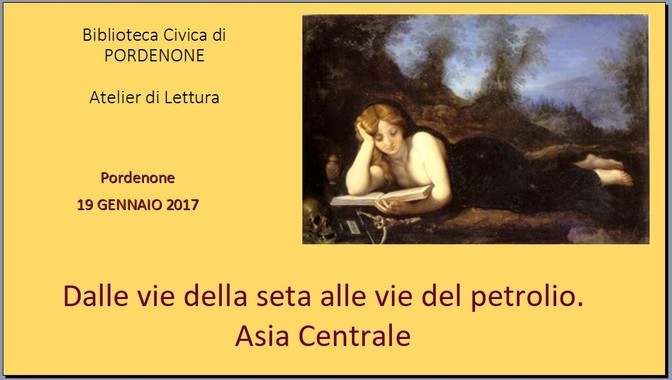 Biblioteca Civica di
PORDENONE
Atelier di Lettura
Pordenone
19 GENNAIO 2017
Dalle vie della seta alle vie del petrolio.
Asia Centrale